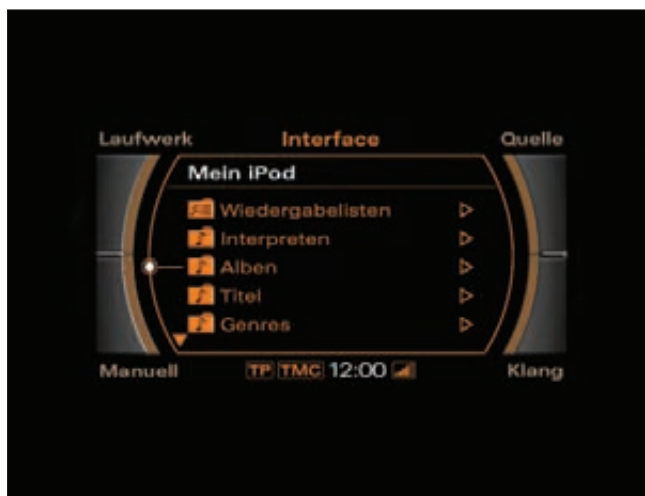 Laufwerk Interface Quelle
Mein iPod
Wiedergabelisten
Interpreten
Alben
Titel
Genres
Manuell TP TMC 12:00 Klang